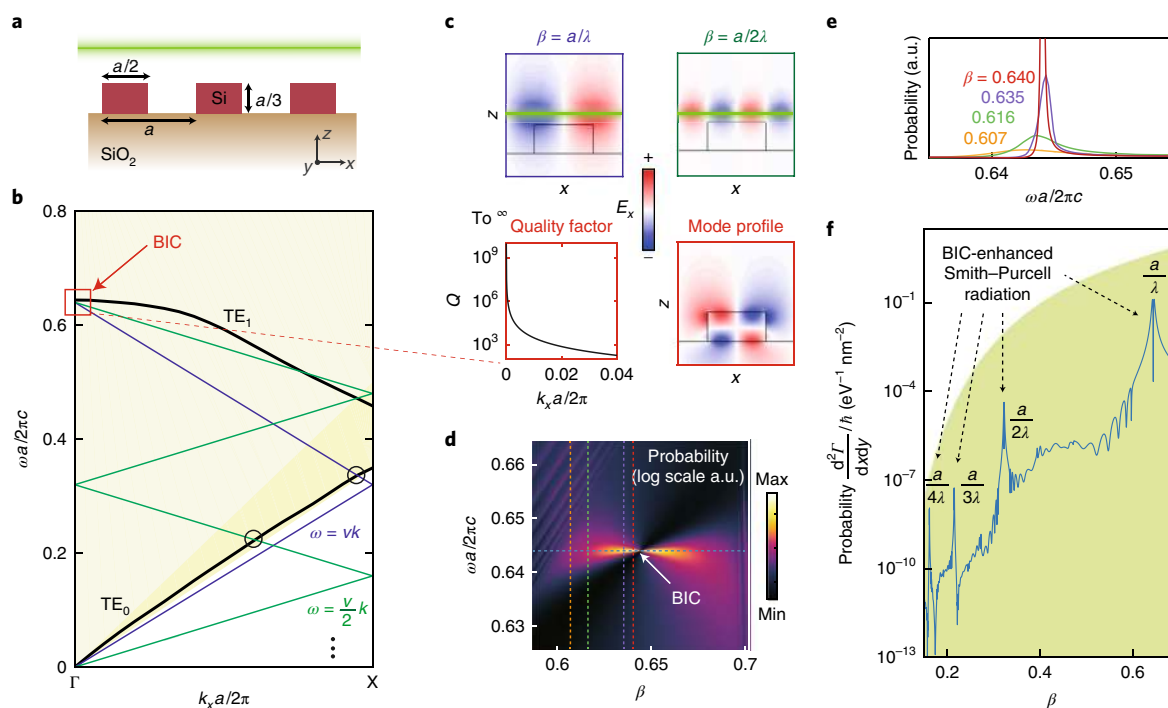 a
a/2
Si
a/3
a
SiO2
z
y
x
b
0.8
0.6
0.4
0.2
0
ωa/2πc
BIC
TE1
ω = vk
TE0
ω = v/2 k
Γ
X
kxa/2π
c
β = a/λ
β = a/2λ
z
x
x
+
Ex
−
To ∞
Quality factor
Mode profile
10^9
10^6
10^3
Q
0
0.02
0.04
kxa/2π
z
x
d
Probability
(log scale a.u.)
Max
Min
0.66
0.65
0.64
0.63
ωa/2πc
BIC
0.6
0.65
0.7
β
e
Probability (a.u.)
β = 0.640
0.635
0.616
0.607
0.64
0.65
ωa/2πc
f
BIC-enhanced
Smith–Purcell
radiation
a/λ
a/2λ
a/4λ
a/3λ
Probability d²Γ/dxdy /ℏ (eV−1 nm−2)
10−1
10−4
10−7
10−10
10−13
0.2
0.4
0.6
β